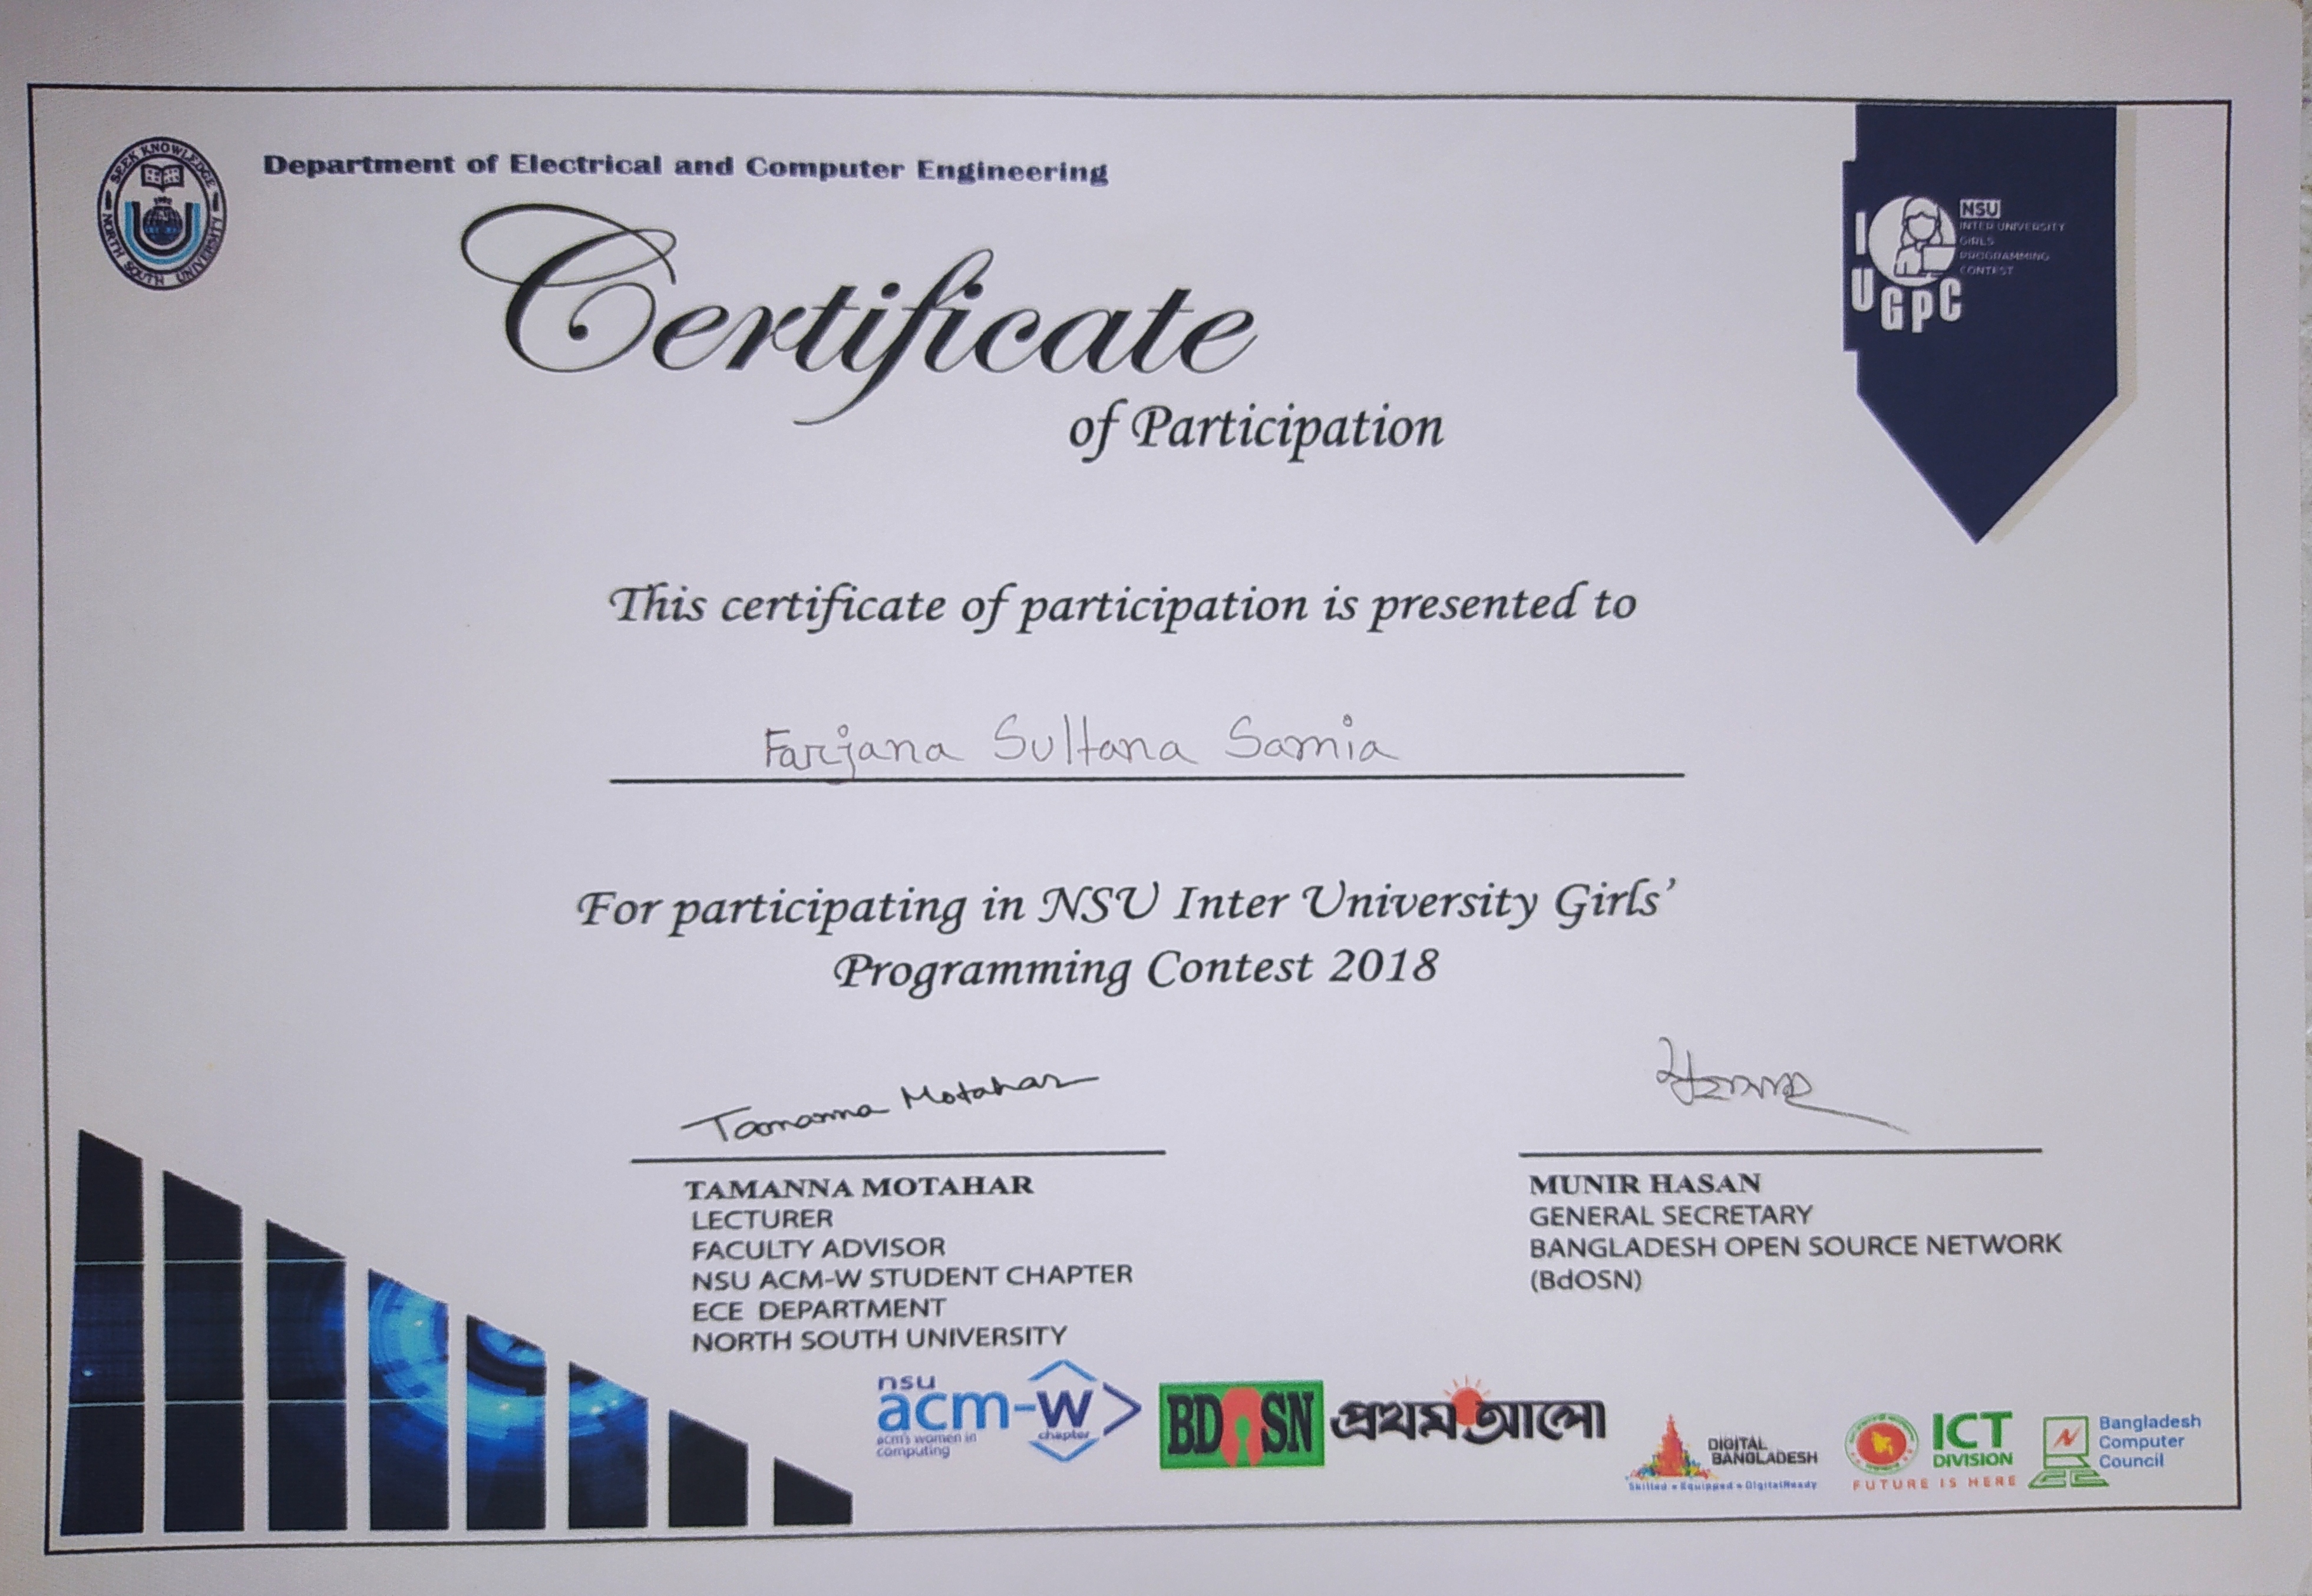 SEEK KNOWLEDGE
NORTH SOUTH UNIVERSITY
Department of Electrical and Computer Engineering
I
UGPC
NSU
INTER UNIVERSITY
GIRLS
PROGRAMMING
CONTEST
Certificate
of Participation
This certificate of participation is presented to
Farjana Sultana Samia
For participating in NSU Inter University Girls'
Programming Contest 2018
Tamanna Motahar
TAMANNA MOTAHAR
LECTURER
FACULTY ADVISOR
NSU ACM-W STUDENT CHAPTER
ECE DEPARTMENT
NORTH SOUTH UNIVERSITY
MUNIR HASAN
GENERAL SECRETARY
BANGLADESH OPEN SOURCE NETWORK
(BdOSN)
nsu
acm-w
acm's women in
computing
chapter
BDOSN
প্রথম আলো
DIGITAL
BANGLADESH
Skilled • Equipped • DigitalReady
ICT
DIVISION
FUTURE IS HERE
Bangladesh
Computer
Council